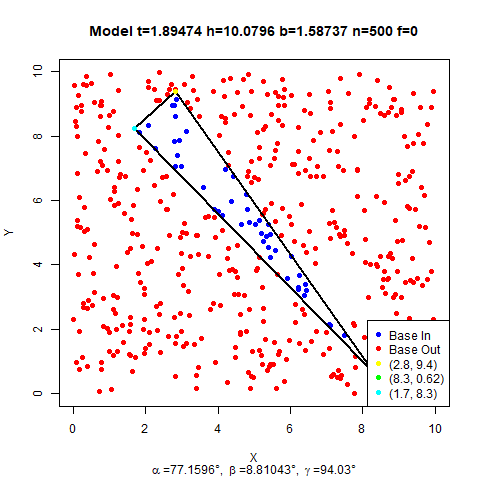 Model t=1.89474 h=10.0796 b=1.58737 n=500 f=0
10
8
6
4
2
0
Y
Base In
Base Out
(2.8, 9.4)
(8.3, 0.62)
(1.7, 8.3)
0 2 4 6 8 10
X
α=77.1596°, β=8.81043°, γ=94.03°